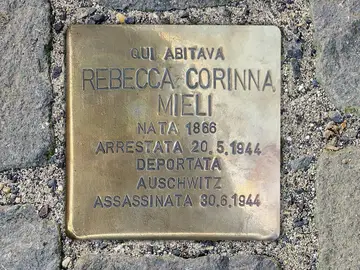 QUI ABITAVA
REBECCA CORINNA
MIELI
NATA 1866
ARRESTATA 20.5.1944
DEPORTATA
AUSCHWITZ
ASSASSINATA 30.6.1944